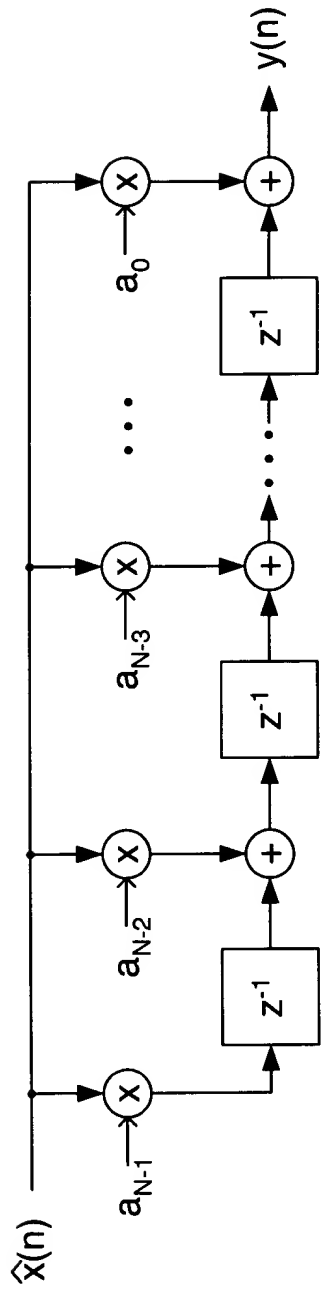 x̂(n)
a_{N-1} x
a_{N-2} x
a_{N-3} x
...
a_0 x
z^{-1}
+
z^{-1}
+
....
z^{-1}
+
y(n)